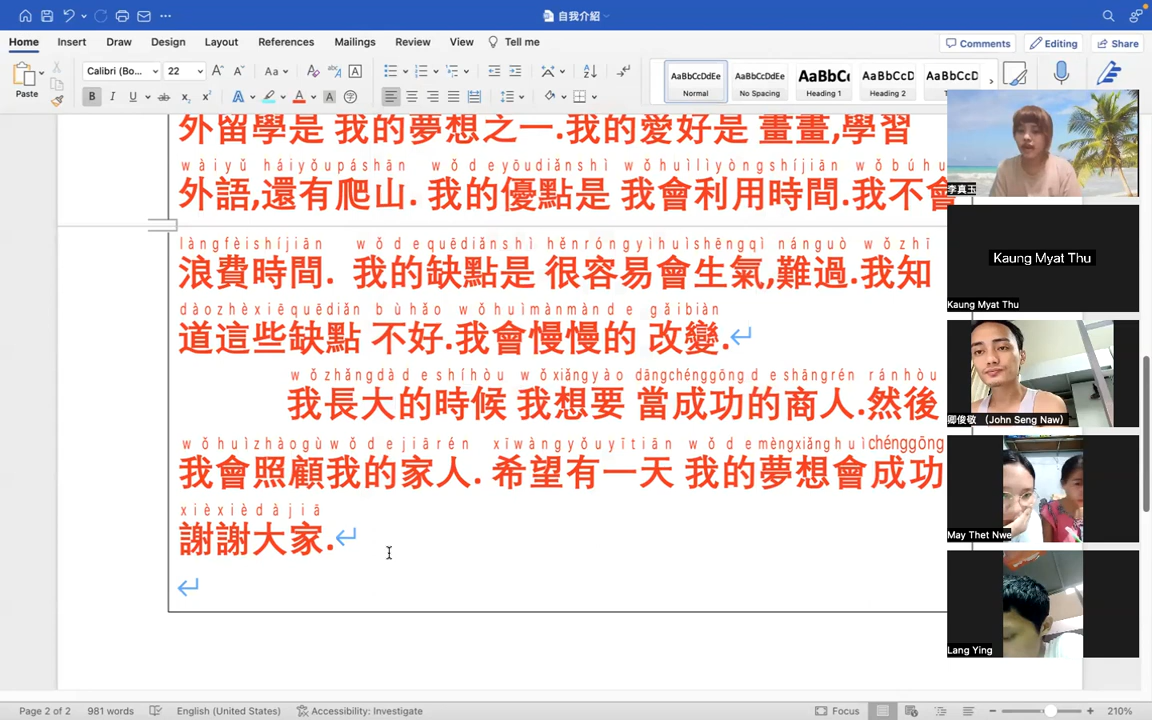 自我介紹
Home Insert Draw Design Layout References Mailings Review View Tell me Comments Editing Share
Paste Calibri (Bo... 22
AaBbCcDdEe AaBbCcDdEe AaBbCc AaBbCcD AaBbCcD
Normal No Spacing Heading 1 Heading 2
外留學是 我的夢想之一.我的愛好是 畫畫,學習
wàiyǔ háiyǒupáshān wǒdeyōudiǎnshì wǒhuìlìyòngshíjiān wǒbúhu
外語,還有爬山. 我的優點是 我會利用時間.我不會
làngfèishíjiān wǒdequēdiǎnshì hěnróngyìhuìshēngqì nánguò wǒzhī
浪費時間. 我的缺點是 很容易會生氣,難過.我知
dàozhèxiēquēdiǎn bùhǎo wǒhuìmànmànde gǎibiàn
道這些缺點 不好.我會慢慢的 改變.
wǒzhǎngdàdeshíhòu wǒxiǎngyào dāngchénggōngdeshāngrén ránhòu
我長大的時候 我想要 當成功的商人.然後
wǒhuìzhàogùwǒdejiārén xīwàngyǒuyītiān wǒdemèngxiǎnghuìchénggōng
我會照顧我的家人. 希望有一天 我的夢想會成功
xièxièdàjiā
謝謝大家.
李真玉
Kaung Myat Thu
Kaung Myat Thu
卿俊敬 (John Seng Naw)
May Thet Nwe
Lang Ying
Page 2 of 2 981 words English (United States) Accessibility: Investigate Focus 210%